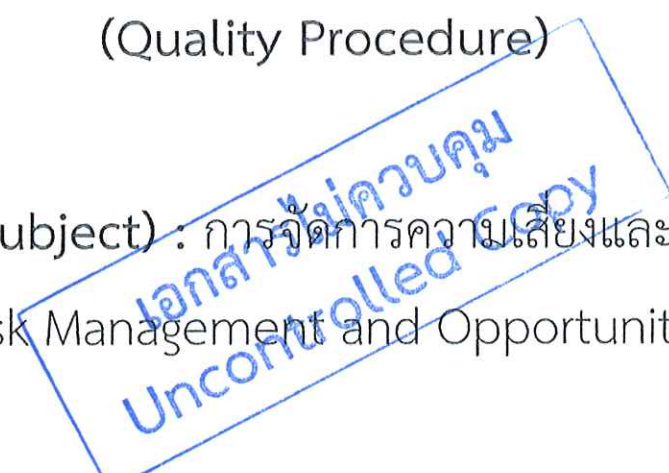 (Quality Procedure)
ubject) : การจัดการความเสี่ยงและ
sk Management and Opportunit
เอกสารไม่ควบคุม
Uncontrolled Copy